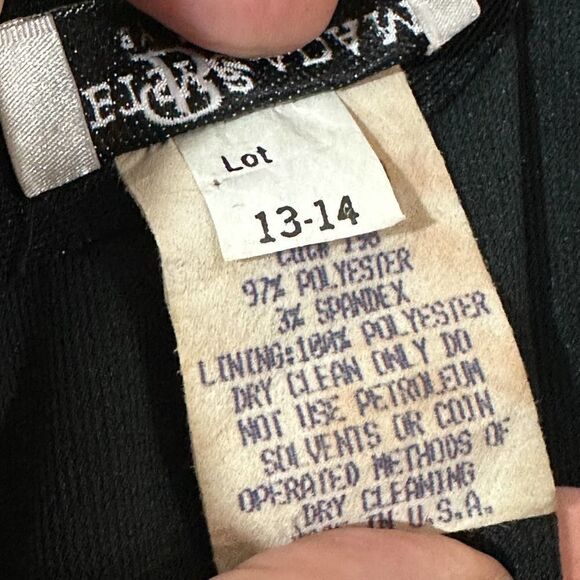 Lot
13-14
97% POLYESTER
3% SPANDEX
LINING:100% POLYESTER
DRY CLEAN ONLY DO
NOT USE PETROLEUM
SOLVENTS OR COIN
OPERATED METHODS OF
DRY CLEANING
IN U.S.A.